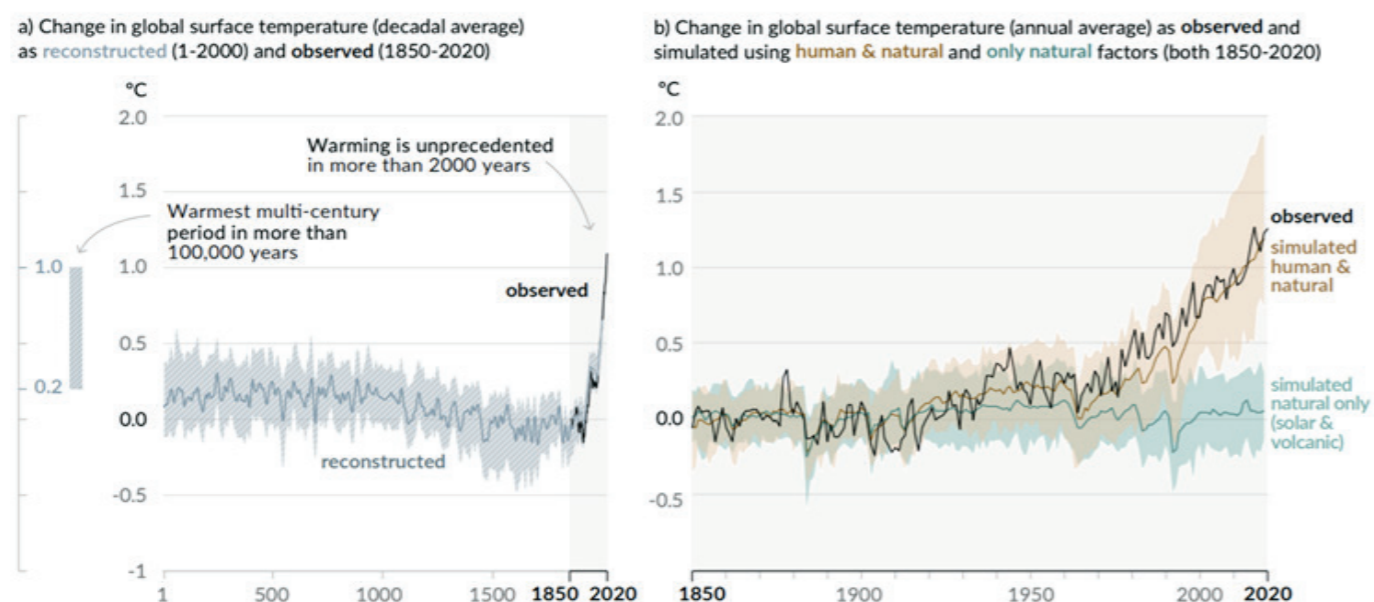 a) Change in global surface temperature (decadal average)
as reconstructed (1-2000) and observed (1850-2020)
°C
2.0
1.5
1.0
0.5
0.0
-0.5
-1
1.0
0.2
Warming is unprecedented
in more than 2000 years
Warmest multi-century
period in more than
100,000 years
observed
reconstructed
1
500
1000
1500
1850
2020
b) Change in global surface temperature (annual average) as observed and
simulated using human & natural and only natural factors (both 1850-2020)
°C
2.0
1.5
1.0
0.5
0.0
-0.5
observed
simulated
human &
natural
simulated
natural only
(solar &
volcanic)
1850
1900
1950
2000
2020